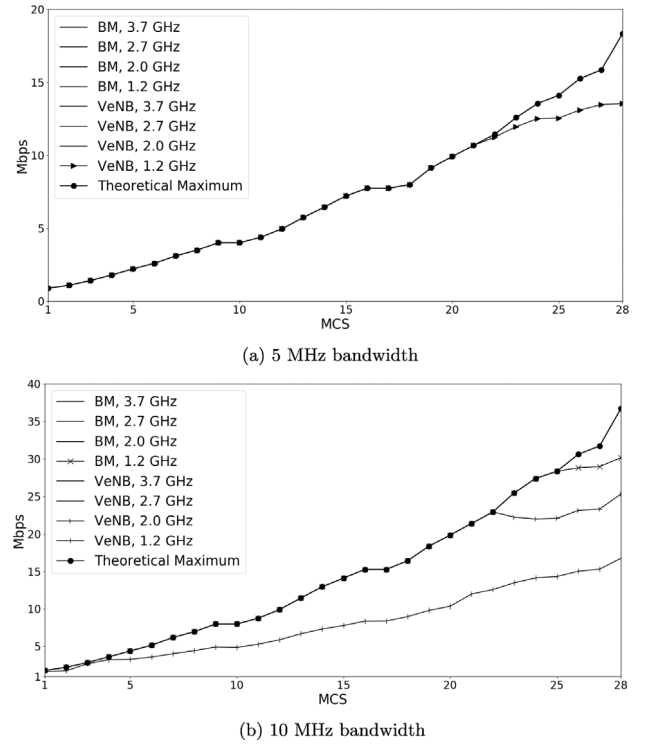 20
15
10
5
0
Mbps
BM, 3.7 GHz
BM, 2.7 GHz
BM, 2.0 GHz
BM, 1.2 GHz
VeNB, 3.7 GHz
VeNB, 2.7 GHz
VeNB, 2.0 GHz
VeNB, 1.2 GHz
Theoretical Maximum
1 5 10 15 20 25 28
MCS
(a) 5 MHz bandwidth
40
35
30
25
20
15
10
5
1
Mbps
BM, 3.7 GHz
BM, 2.7 GHz
BM, 2.0 GHz
BM, 1.2 GHz
VeNB, 3.7 GHz
VeNB, 2.7 GHz
VeNB, 2.0 GHz
VeNB, 1.2 GHz
Theoretical Maximum
1 5 10 15 20 25 28
MCS
(b) 10 MHz bandwidth